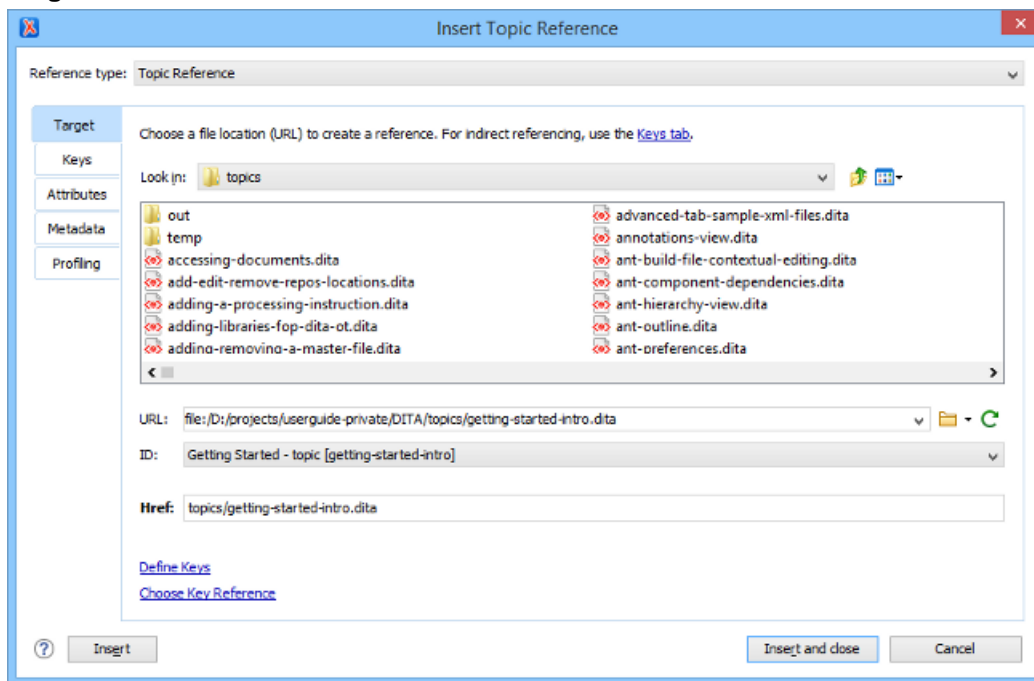 Insert Topic Reference
Reference type: Topic Reference
Target
Keys
Attributes
Metadata
Profiling
Choose a file location (URL) to create a reference. For indirect referencing, use the Keys tab.
Look in: topics
out
temp
accessing-documents.dita
add-edit-remove-repos-locations.dita
adding-a-processing-instruction.dita
adding-libraries-fop-dita-ot.dita
adding-removing-a-master-file.dita
advanced-tab-sample-xml-files.dita
annotations-view.dita
ant-build-file-contextual-editing.dita
ant-component-dependencies.dita
ant-hierarchy-view.dita
ant-outline.dita
ant-preferences.dita
URL: file:/D:/projects/userguide-private/DITA/topics/getting-started-intro.dita
ID: Getting Started - topic [getting-started-intro]
Href: topics/getting-started-intro.dita
Define Keys
Choose Key Reference
Insert
Insert and close
Cancel